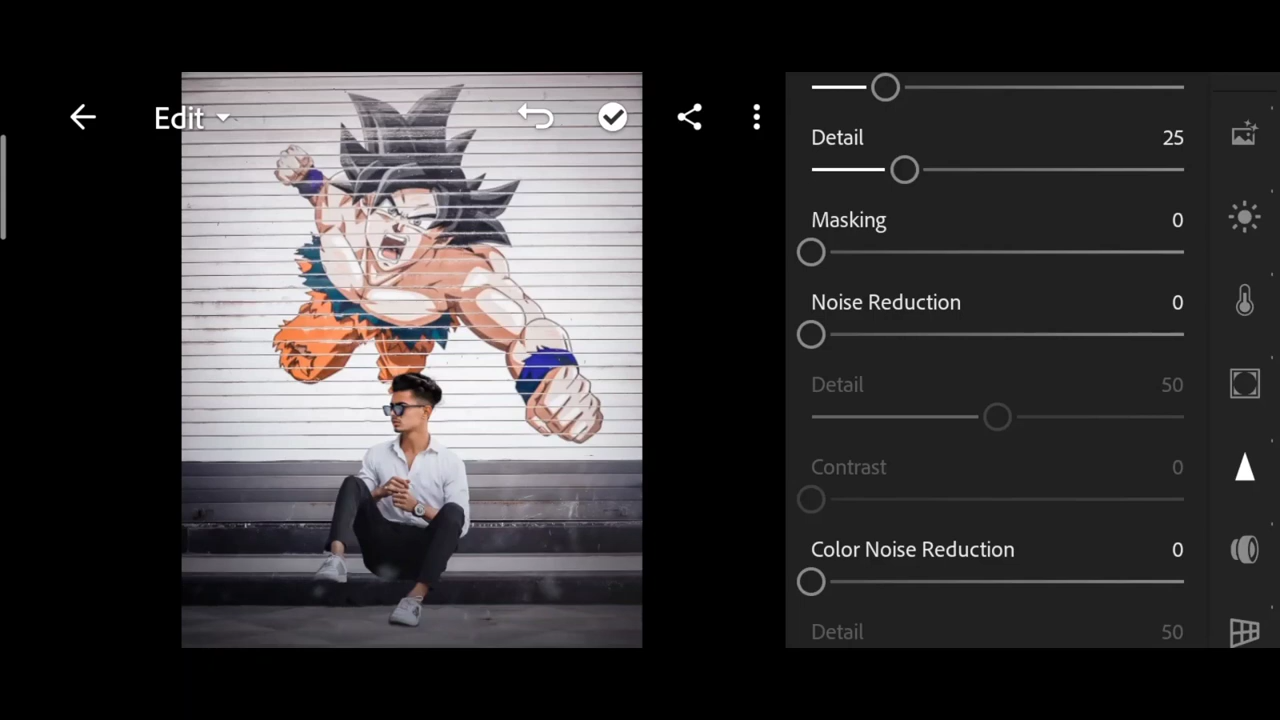 Edit
Detail 25
Masking 0
Noise Reduction 0
Detail 50
Contrast 0
Color Noise Reduction 0
Detail 50